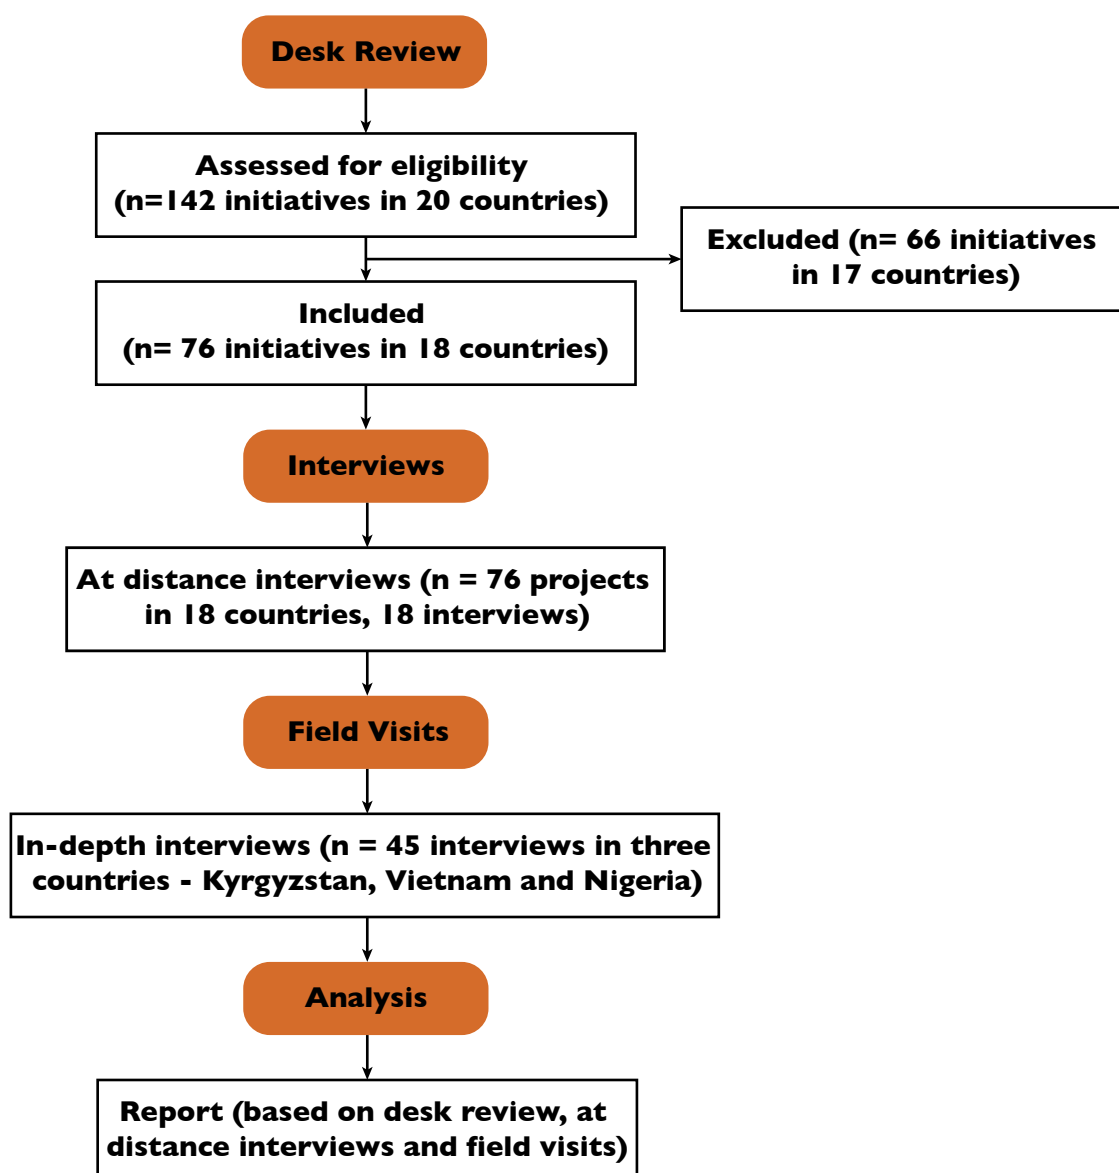 Desk Review
Assessed for eligibility
(n=142 initiatives in 20 countries)
Excluded (n= 66 initiatives
in 17 countries)
Included
(n= 76 initiatives in 18 countries)
Interviews
At distance interviews (n = 76 projects
in 18 countries, 18 interviews)
Field Visits
In-depth interviews (n = 45 interviews in three
countries - Kyrgyzstan, Vietnam and Nigeria)
Analysis
Report (based on desk review, at
distance interviews and field visits)